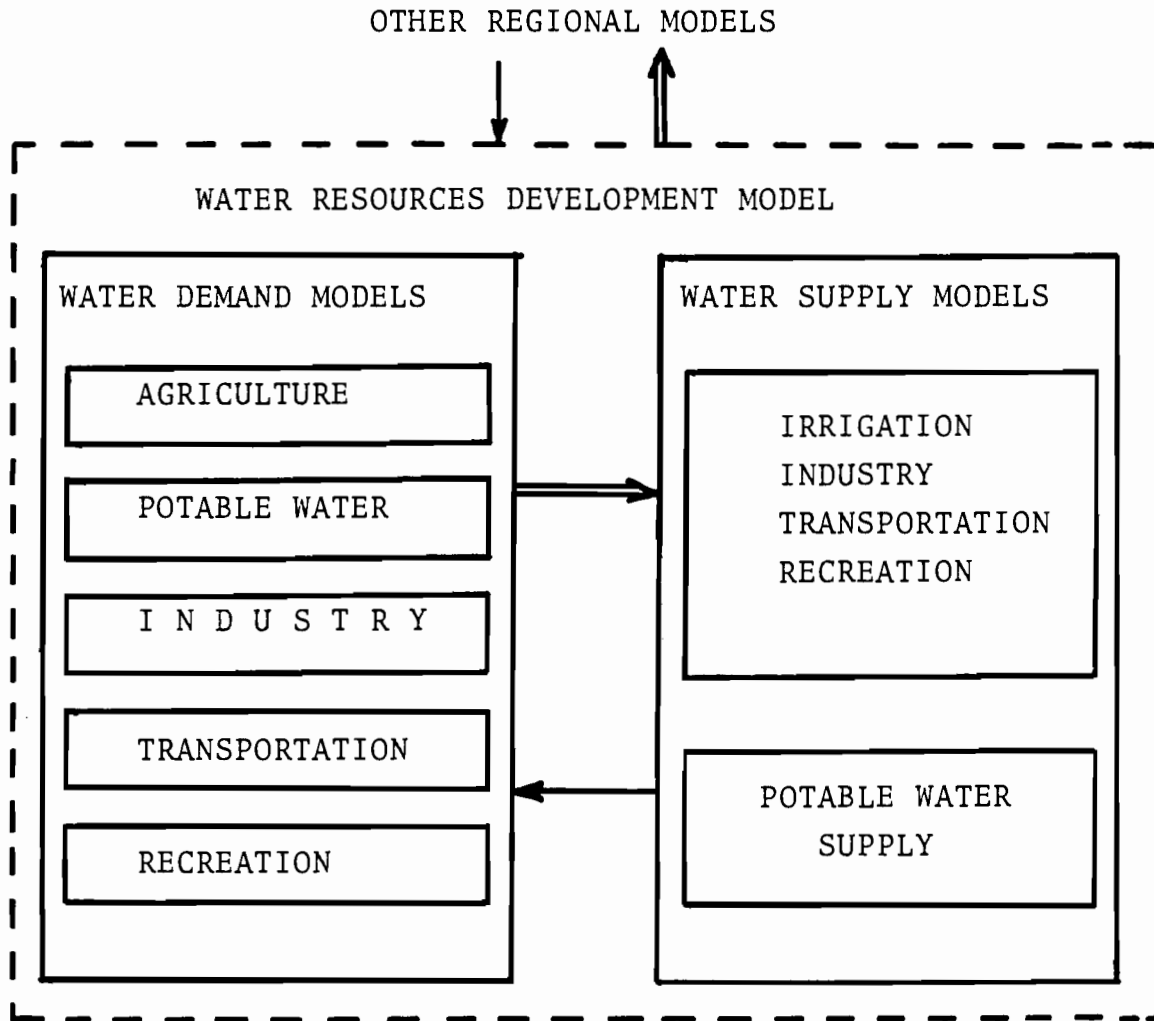 OTHER REGIONAL MODELS
WATER RESOURCES DEVELOPMENT MODEL
WATER DEMAND MODELS
AGRICULTURE
POTABLE WATER
I N D U S T R Y
TRANSPORTATION
RECREATION
WATER SUPPLY MODELS
IRRIGATION
INDUSTRY
TRANSPORTATION
RECREATION
POTABLE WATER
SUPPLY